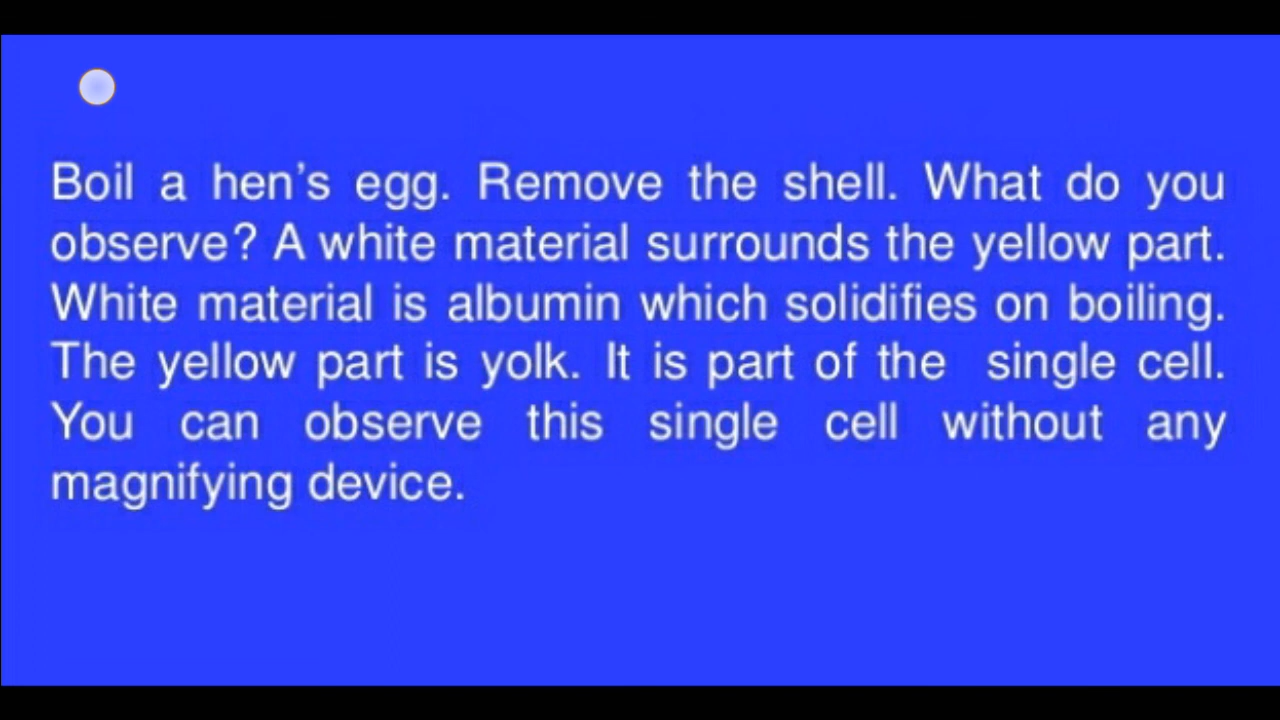 Boil a hen's egg. Remove the shell. What do you
observe? A white material surrounds the yellow part.
White material is albumin which solidifies on boiling.
The yellow part is yolk. It is part of the single cell.
You can observe this single cell without any
magnifying device.